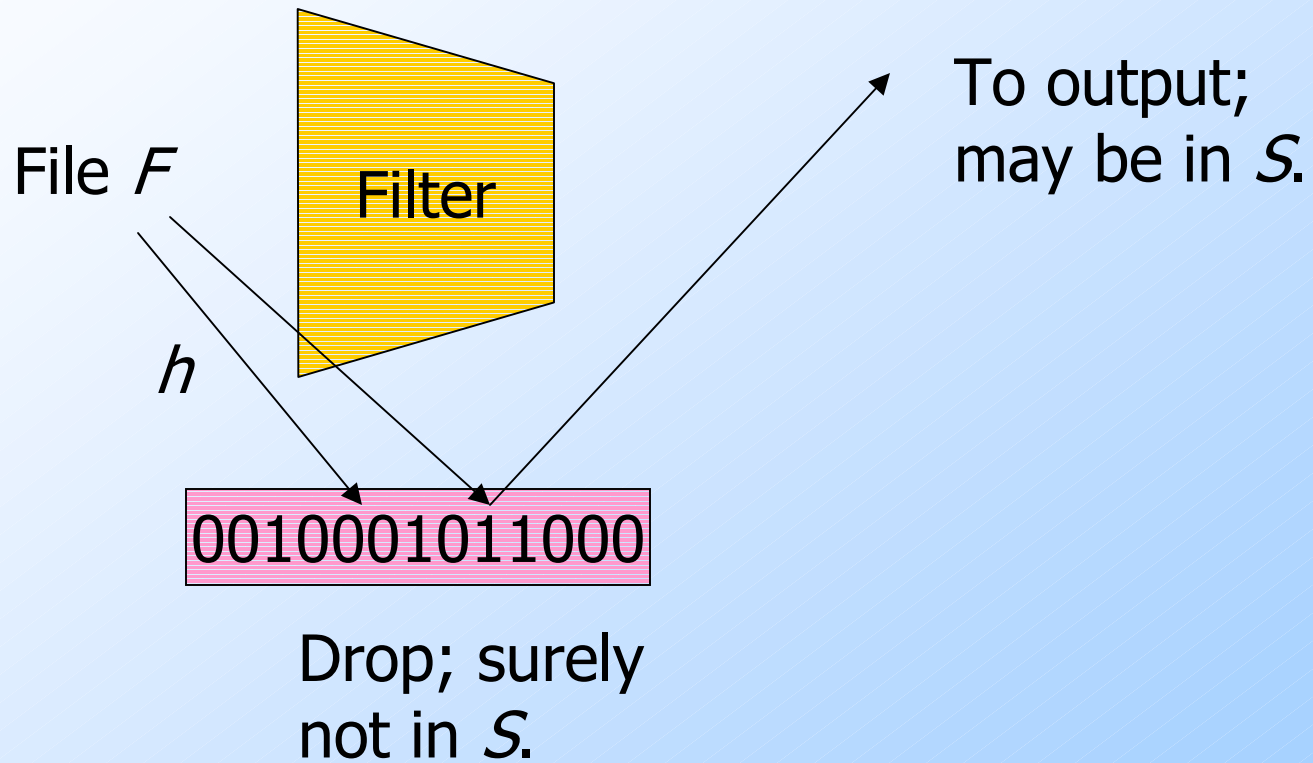 File F
Filter
To output;
may be in S.
h
0010001011000
Drop; surely
not in S.